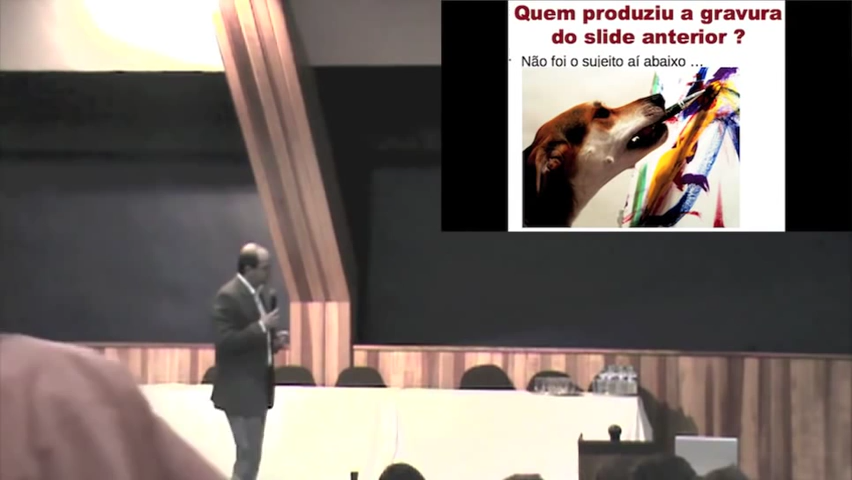 Quem produziu a gravura
do slide anterior ?
· Não foi o sujeito aí abaixo ...